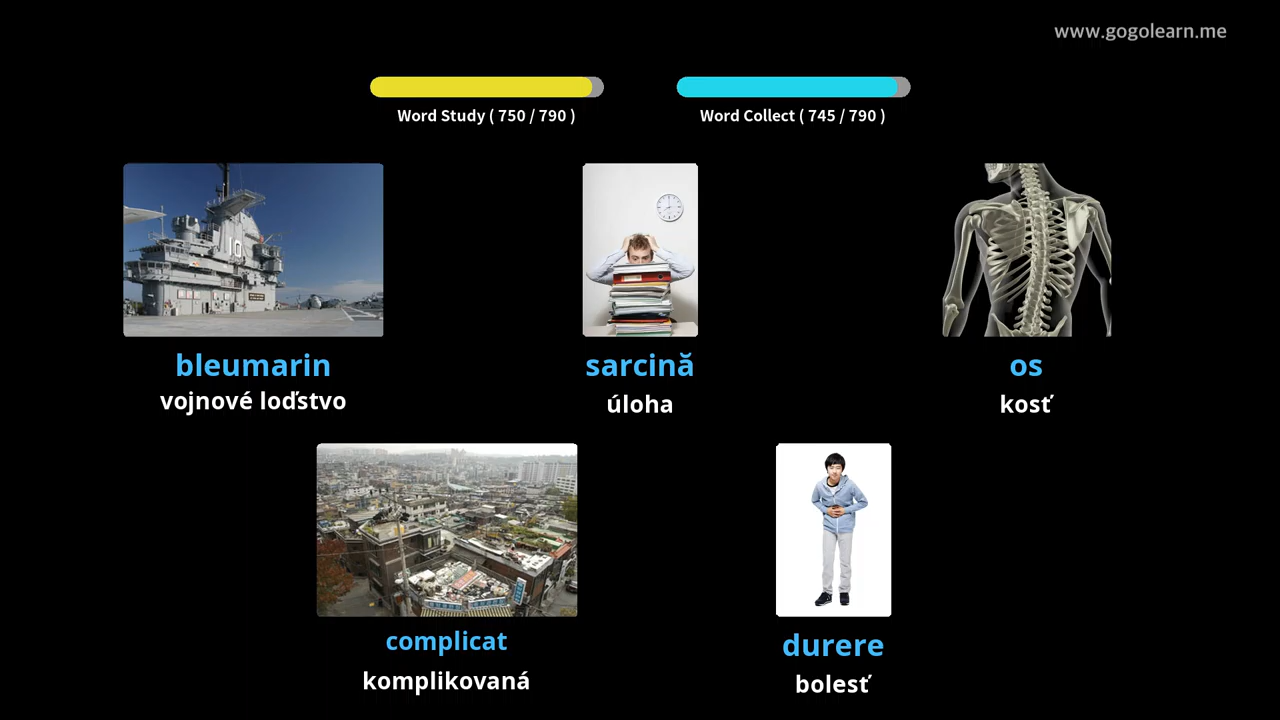 www.gogolearn.me
Word Study ( 750 / 790 )
Word Collect ( 745 / 790 )
10
bleumarin
sarcină
os
vojnové loďstvo
úloha
kosť
complicat
durere
komplikovaná
bolesť